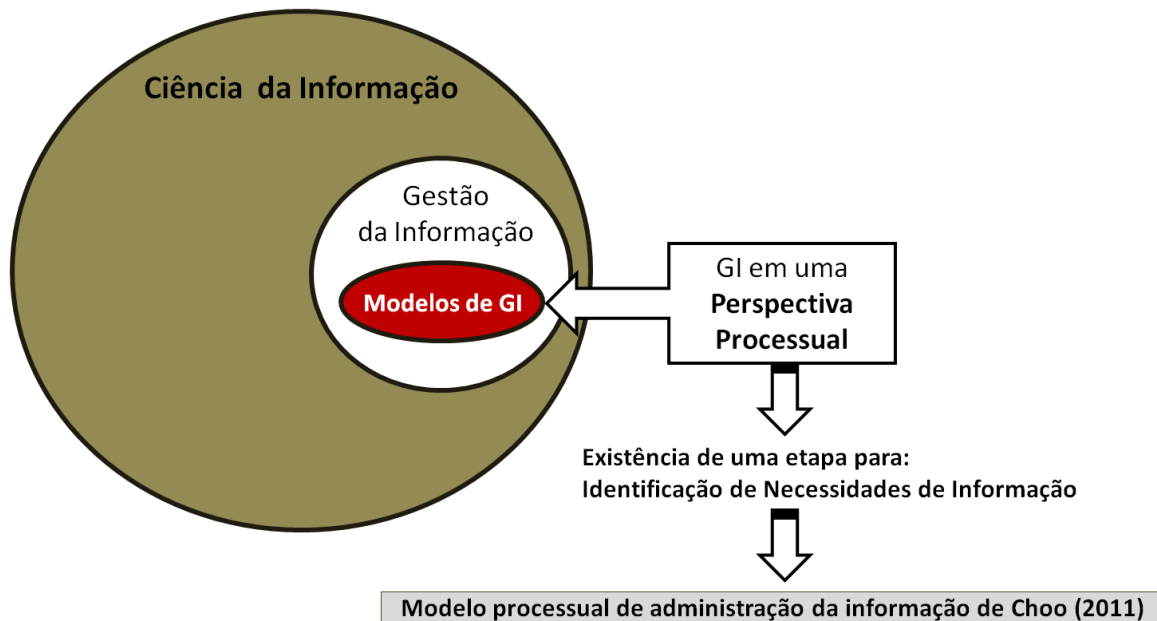 Ciência da Informação
Gestão
da Informação
Modelos de GI
GI em uma
Perspectiva
Processual
Existência de uma etapa para:
Identificação de Necessidades de Informação
Modelo processual de administração da informação de Choo (2011)